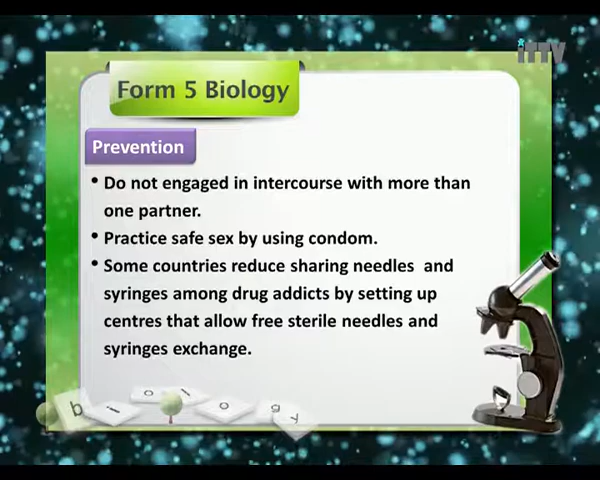 iTTV
Form 5 Biology
Prevention
• Do not engaged in intercourse with more than
one partner.
• Practice safe sex by using condom.
• Some countries reduce sharing needles and
syringes among drug addicts by setting up
centres that allow free sterile needles and
syringes exchange.
b i o l o g y